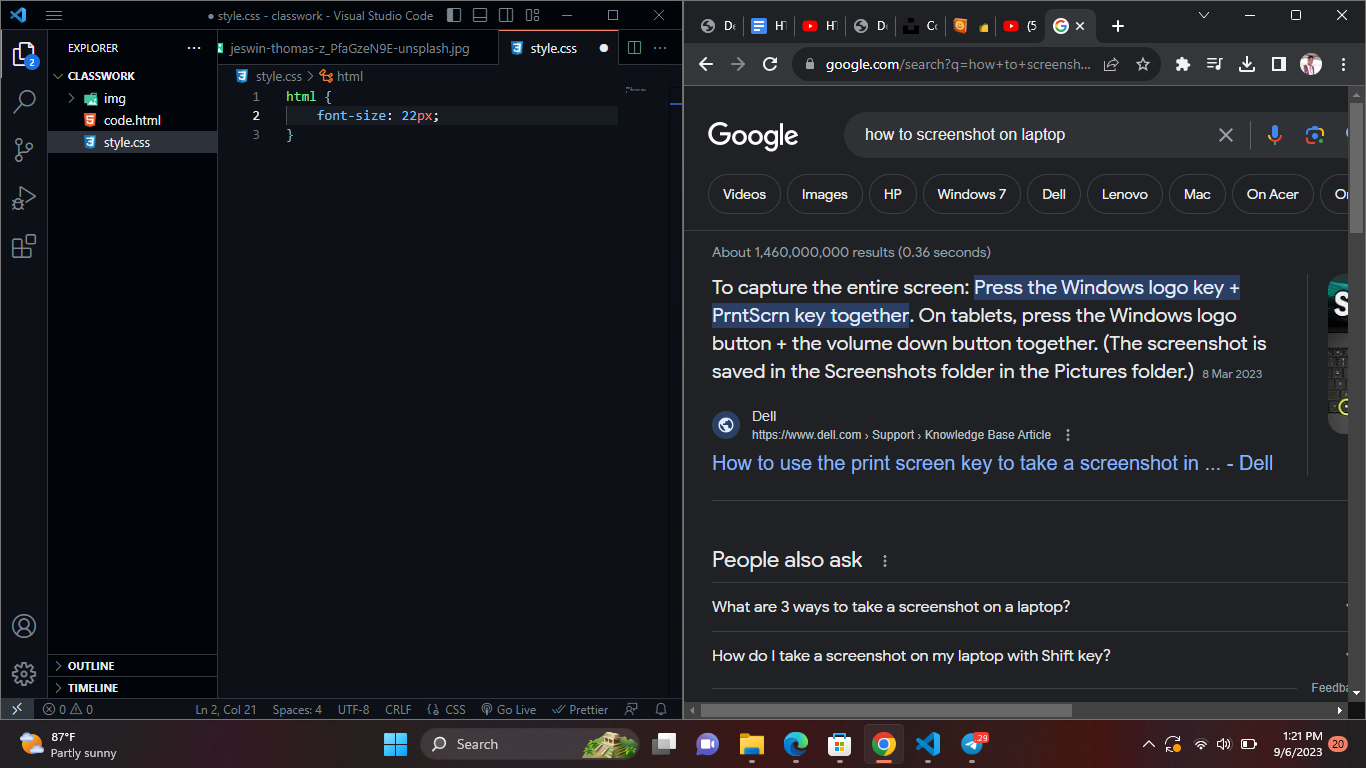 style.css - classwork - Visual Studio Code
EXPLORER
jeswin-thomas-z_PfaGzeN9E-unsplash.jpg
style.css
CLASSWORK
img
code.html
style.css
style.css > html
1 html {
2 font-size: 22px;
3 }
2
OUTLINE
TIMELINE
0 0
Ln 2, Col 21
Spaces: 4
UTF-8
CRLF
CSS
Go Live
Prettier
(5
google.com/search?q=how+to+screensh...
Google
how to screenshot on laptop
Videos
Images
HP
Windows 7
Dell
Lenovo
Mac
On Acer
About 1,460,000,000 results (0.36 seconds)
To capture the entire screen: Press the Windows logo key +
PrntScrn key together. On tablets, press the Windows logo
button + the volume down button together. (The screenshot is
saved in the Screenshots folder in the Pictures folder.) 8 Mar 2023
Dell
https://www.dell.com › Support › Knowledge Base Article
How to use the print screen key to take a screenshot in ... - Dell
People also ask
What are 3 ways to take a screenshot on a laptop?
How do I take a screenshot on my laptop with Shift key?
87°F
Partly sunny
Search
29
1:21 PM
9/6/2023
20